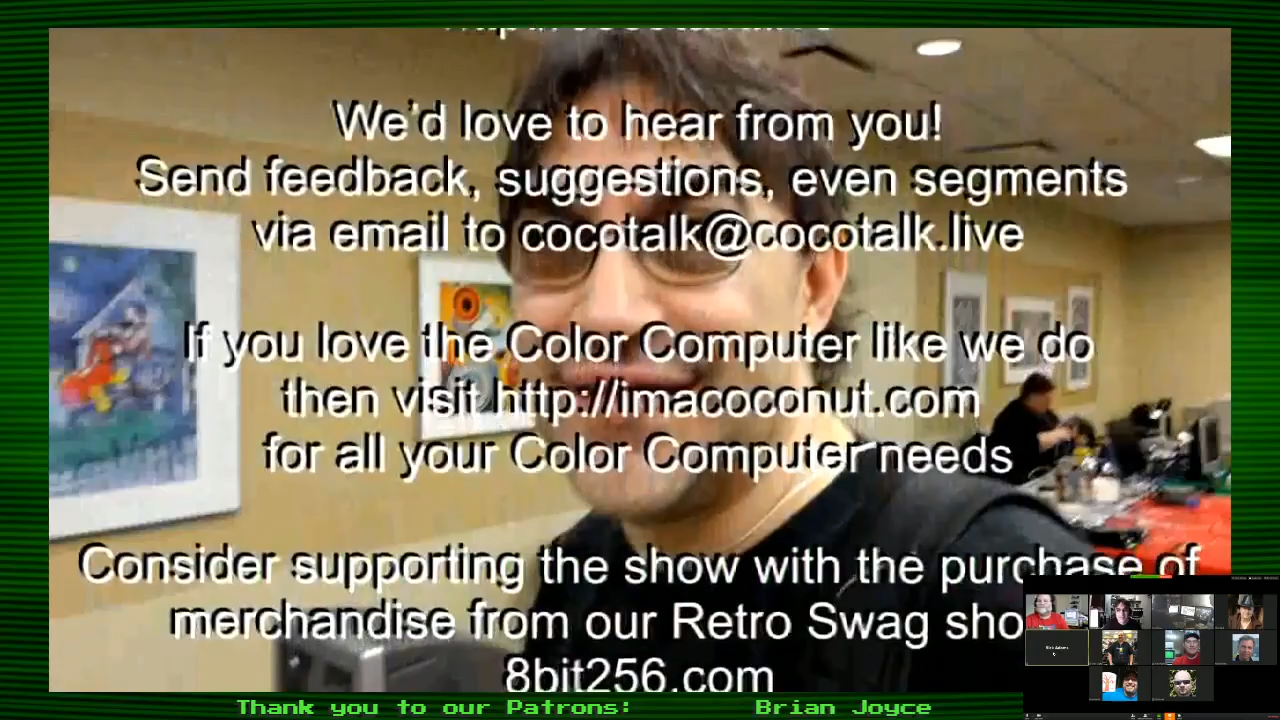 We'd love to hear from you!
Send feedback, suggestions, even segments
via email to cocotalk@cocotalk.live
If you love the Color Computer like we do
then visit http://imacoconut.com
for all your Color Computer needs
Consider supporting the show with the purchase of
merchandise from our Retro Swag
8bit256.com
Thank you to our Patrons: Brian Joyce